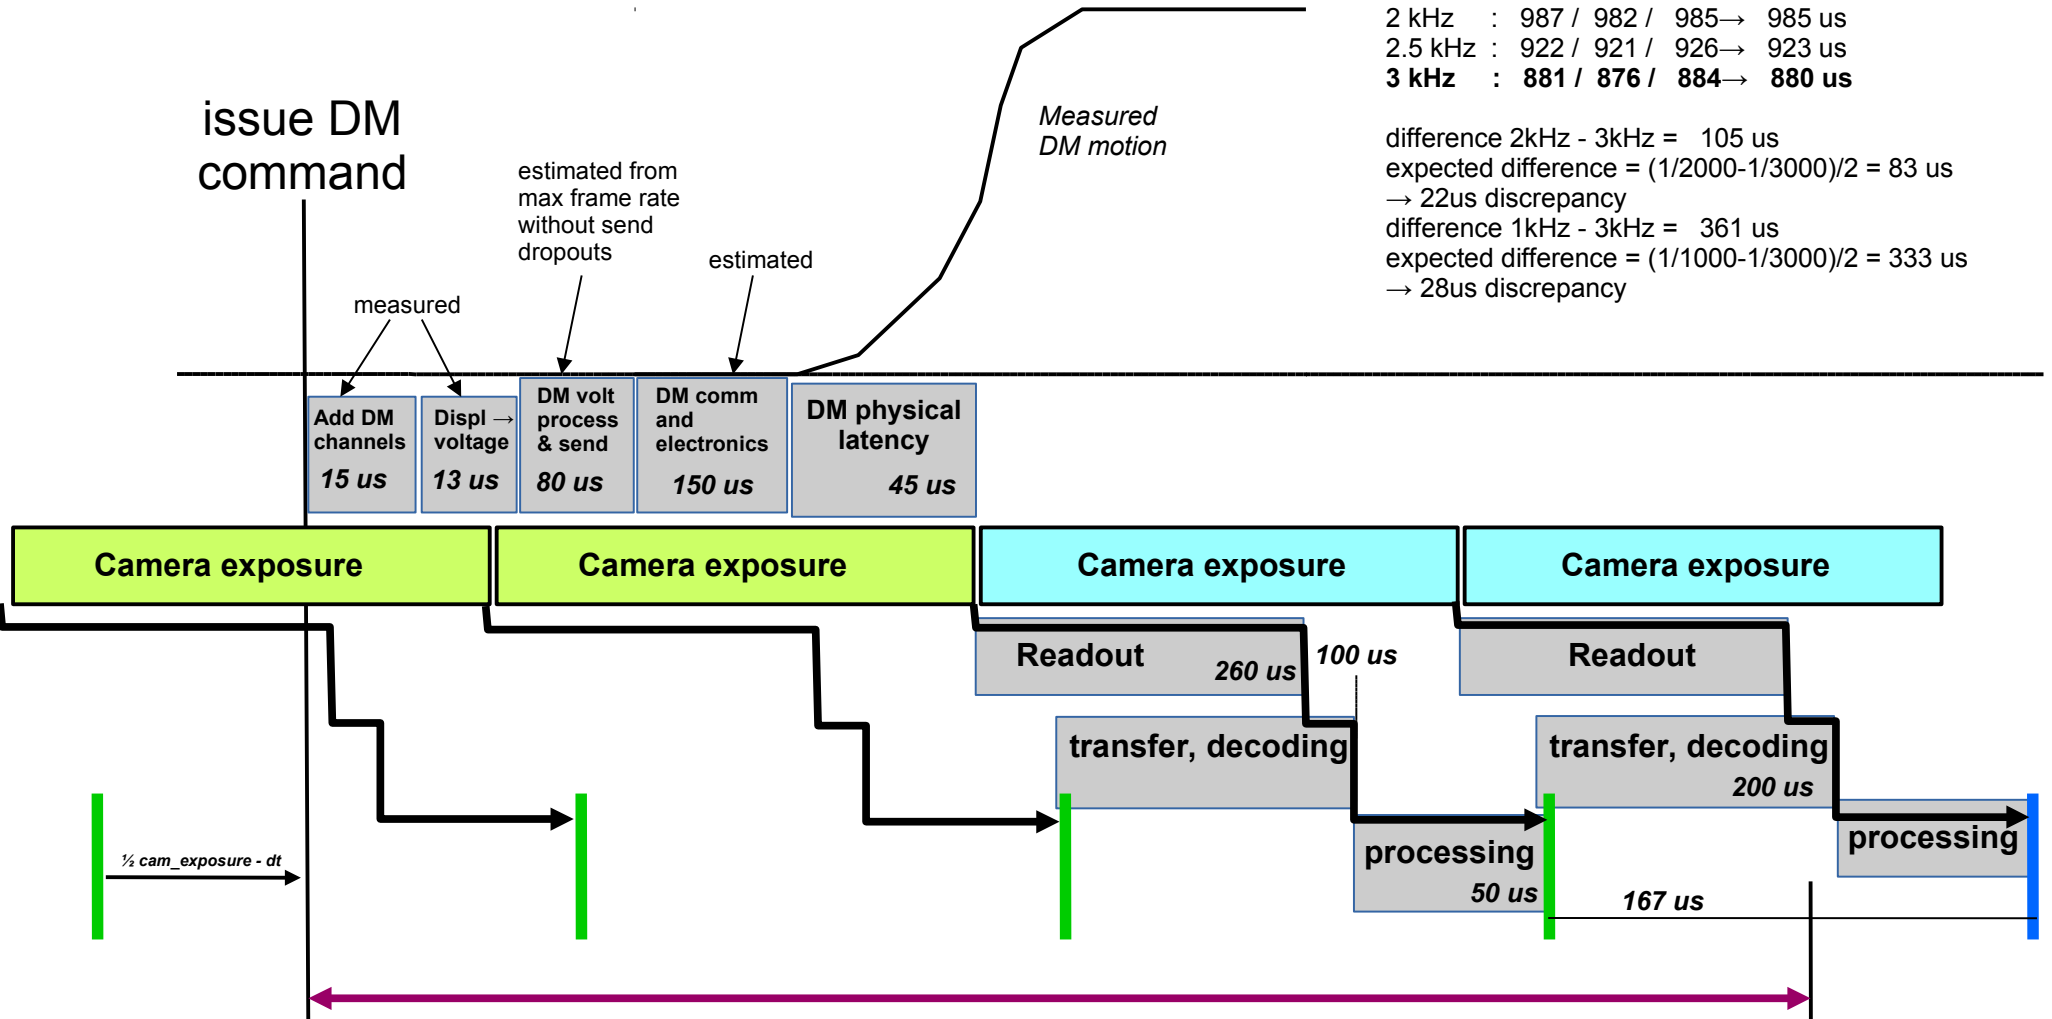 2 kHz : 987 / 982 / 985→ 985 us
2.5 kHz : 922 / 921 / 926→ 923 us
3 kHz : 881 / 876 / 884→ 880 us
difference 2kHz - 3kHz = 105 us
expected difference = (1/2000-1/3000)/2 = 83 us
→ 22us discrepancy
difference 1kHz - 3kHz = 361 us
expected difference = (1/1000-1/3000)/2 = 333 us
→ 28us discrepancy
issue DM
command
Measured
DM motion
estimated from
max frame rate
without send
dropouts
estimated
measured
Add DM
channels
15 us
Displ →
voltage
13 us
DM volt
process
& send
80 us
DM comm
and
electronics
150 us
DM physical
latency
45 us
Camera exposure
Camera exposure
Camera exposure
Camera exposure
Readout
260 us
100 us
Readout
transfer, decoding
transfer, decoding
200 us
processing
50 us
processing
½ cam_exposure - dt
167 us